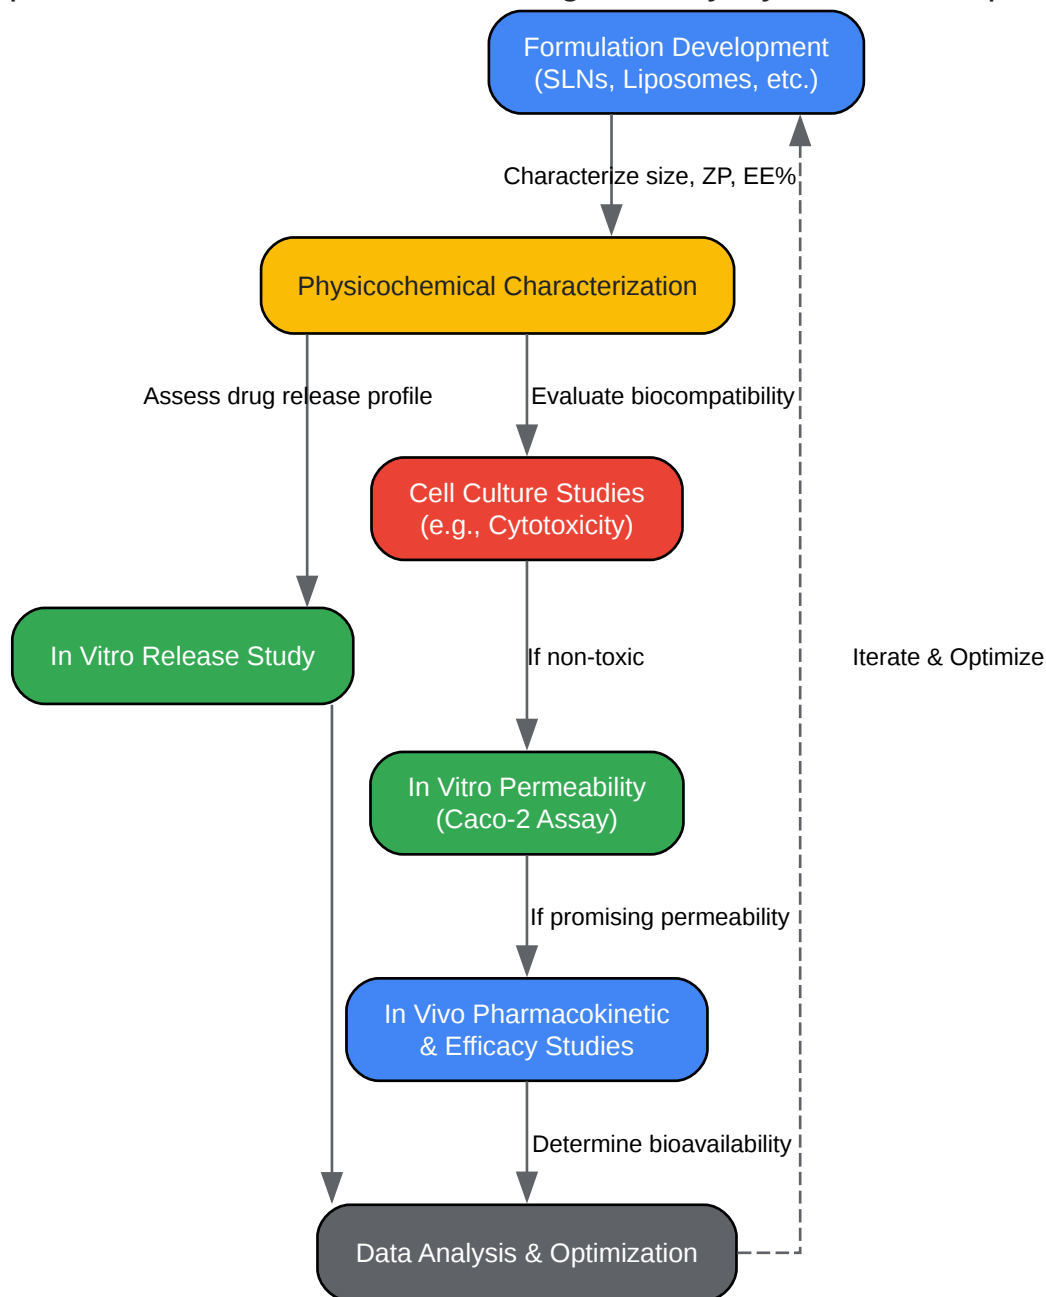 Formulation Development
(SLNs, Liposomes, etc.)
Characterize size, ZP, EE%
Physicochemical Characterization
Assess drug release profile
Evaluate biocompatibility
Cell Culture Studies
(e.g., Cytotoxicity)
In Vitro Release Study
If non-toxic
Iterate & Optimize
In Vitro Permeability
(Caco-2 Assay)
If promising permeability
In Vivo Pharmacokinetic
& Efficacy Studies
Determine bioavailability
Data Analysis & Optimization